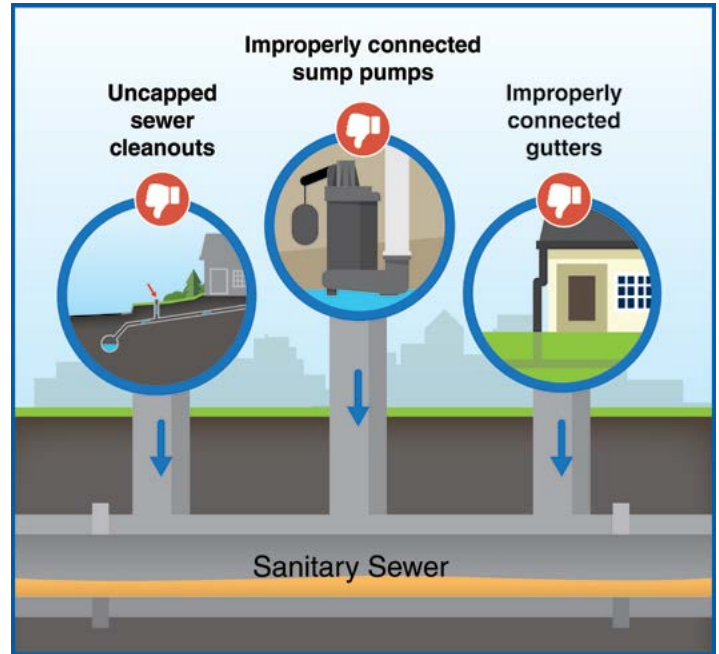 Improperly connected
sump pumps
Uncapped
sewer
cleanouts
Improperly
connected
gutters
Sanitary Sewer